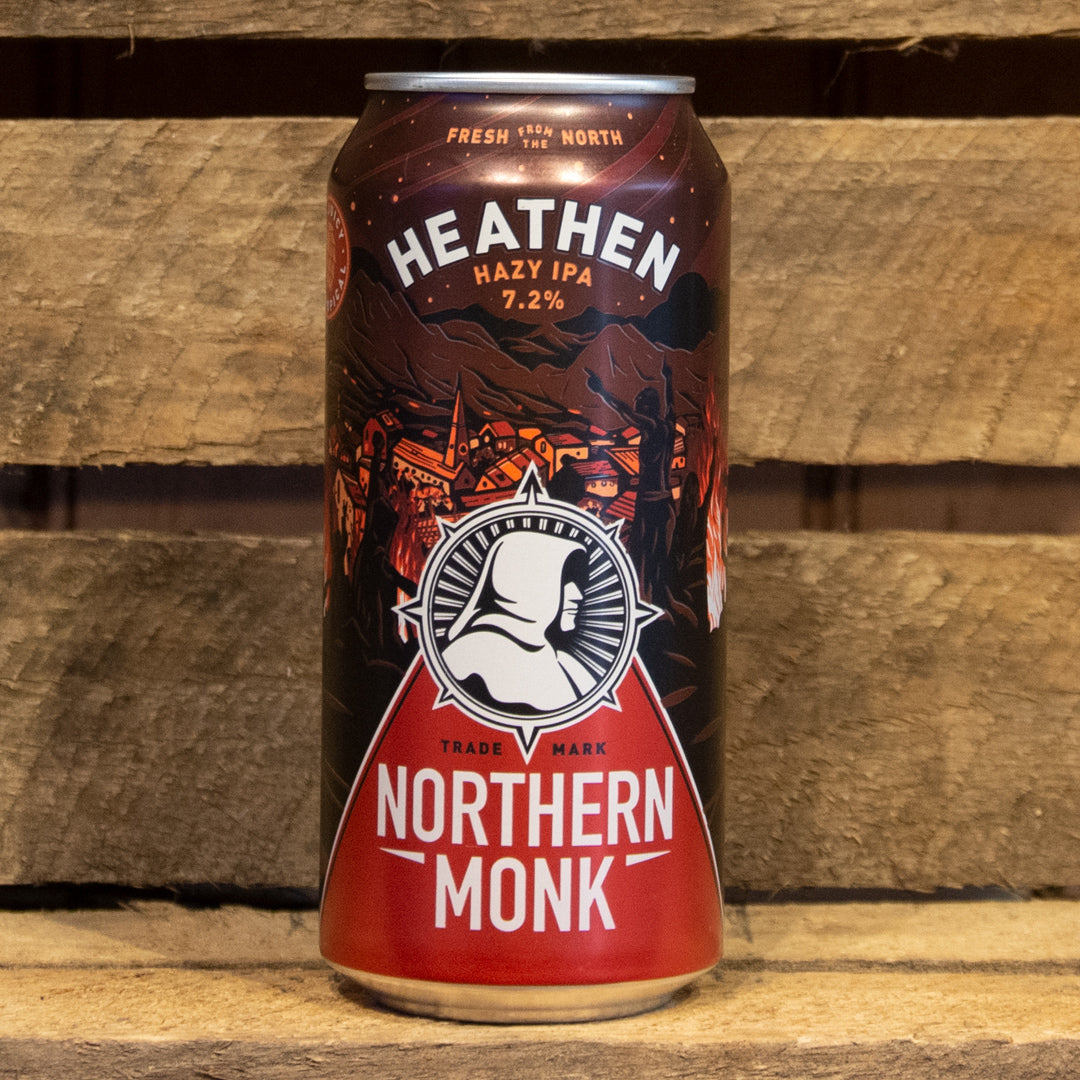 FRESH FROM THE NORTH
HEATHEN
HAZY IPA
7.2%
TRADE MARK
NORTHERN
MONK